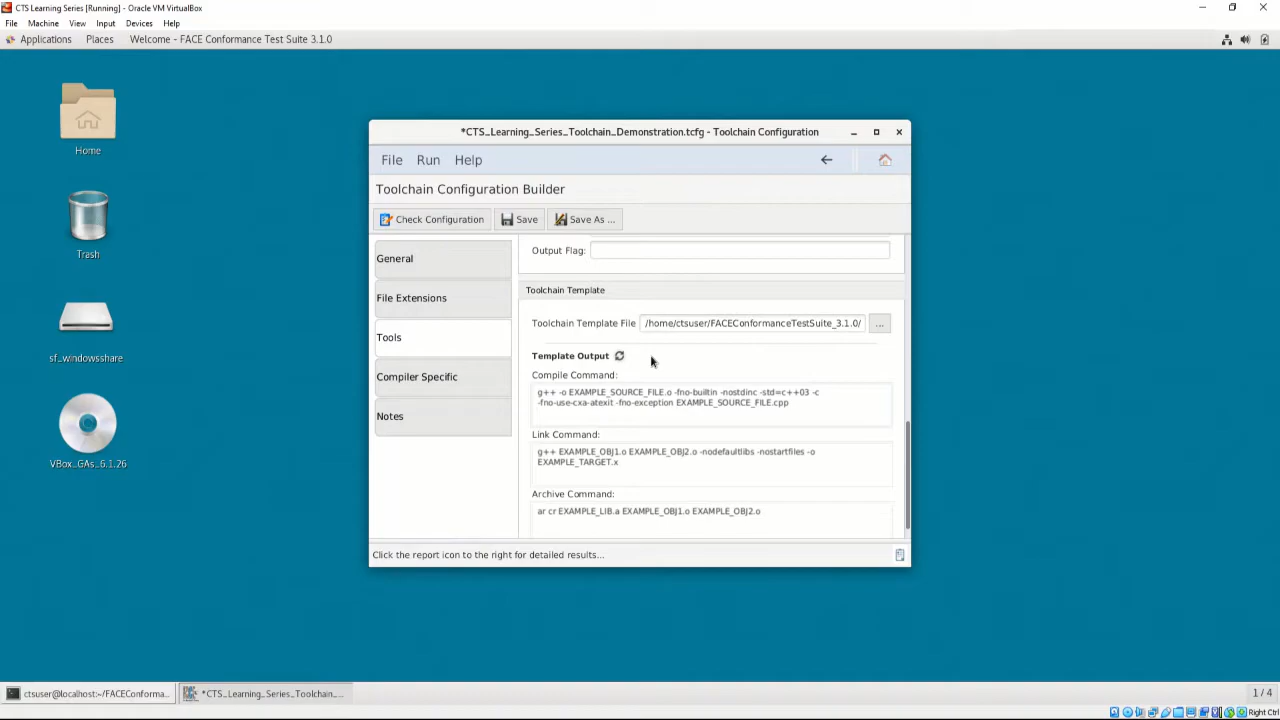 CTS Learning Series [Running] - Oracle VM VirtualBox
File Machine View Input Devices Help
Applications Places Welcome - FACE Conformance Test Suite 3.1.0
Home
Trash
sf_windowsshare
VBox_GAs_6.1.26
*CTS_Learning_Series_Toolchain_Demonstration.tcfg - Toolchain Configuration
File Run Help
Toolchain Configuration Builder
Check Configuration Save Save As ...
General
File Extensions
Tools
Compiler Specific
Notes
Output Flag:
Toolchain Template
Toolchain Template File /home/ctsuser/FACEConformanceTestSuite_3.1.0/ ...
Template Output
Compile Command:
g++ -o EXAMPLE_SOURCE_FILE.o -fno-builtin -nostdinc -std=c++03 -c
-fno-use-cxa-atexit -fno-exception EXAMPLE_SOURCE_FILE.cpp
Link Command:
g++ EXAMPLE_OBJ1.o EXAMPLE_OBJ2.o -nodefaultlibs -nostartfiles -o
EXAMPLE_TARGET.x
Archive Command:
ar cr EXAMPLE_LIB.a EXAMPLE_OBJ1.o EXAMPLE_OBJ2.o
Click the report icon to the right for detailed results...
ctsuser@localhost:~/FACEConforma... *CTS_Learning_Series_Toolchain_... 1 / 4
Right Ctrl